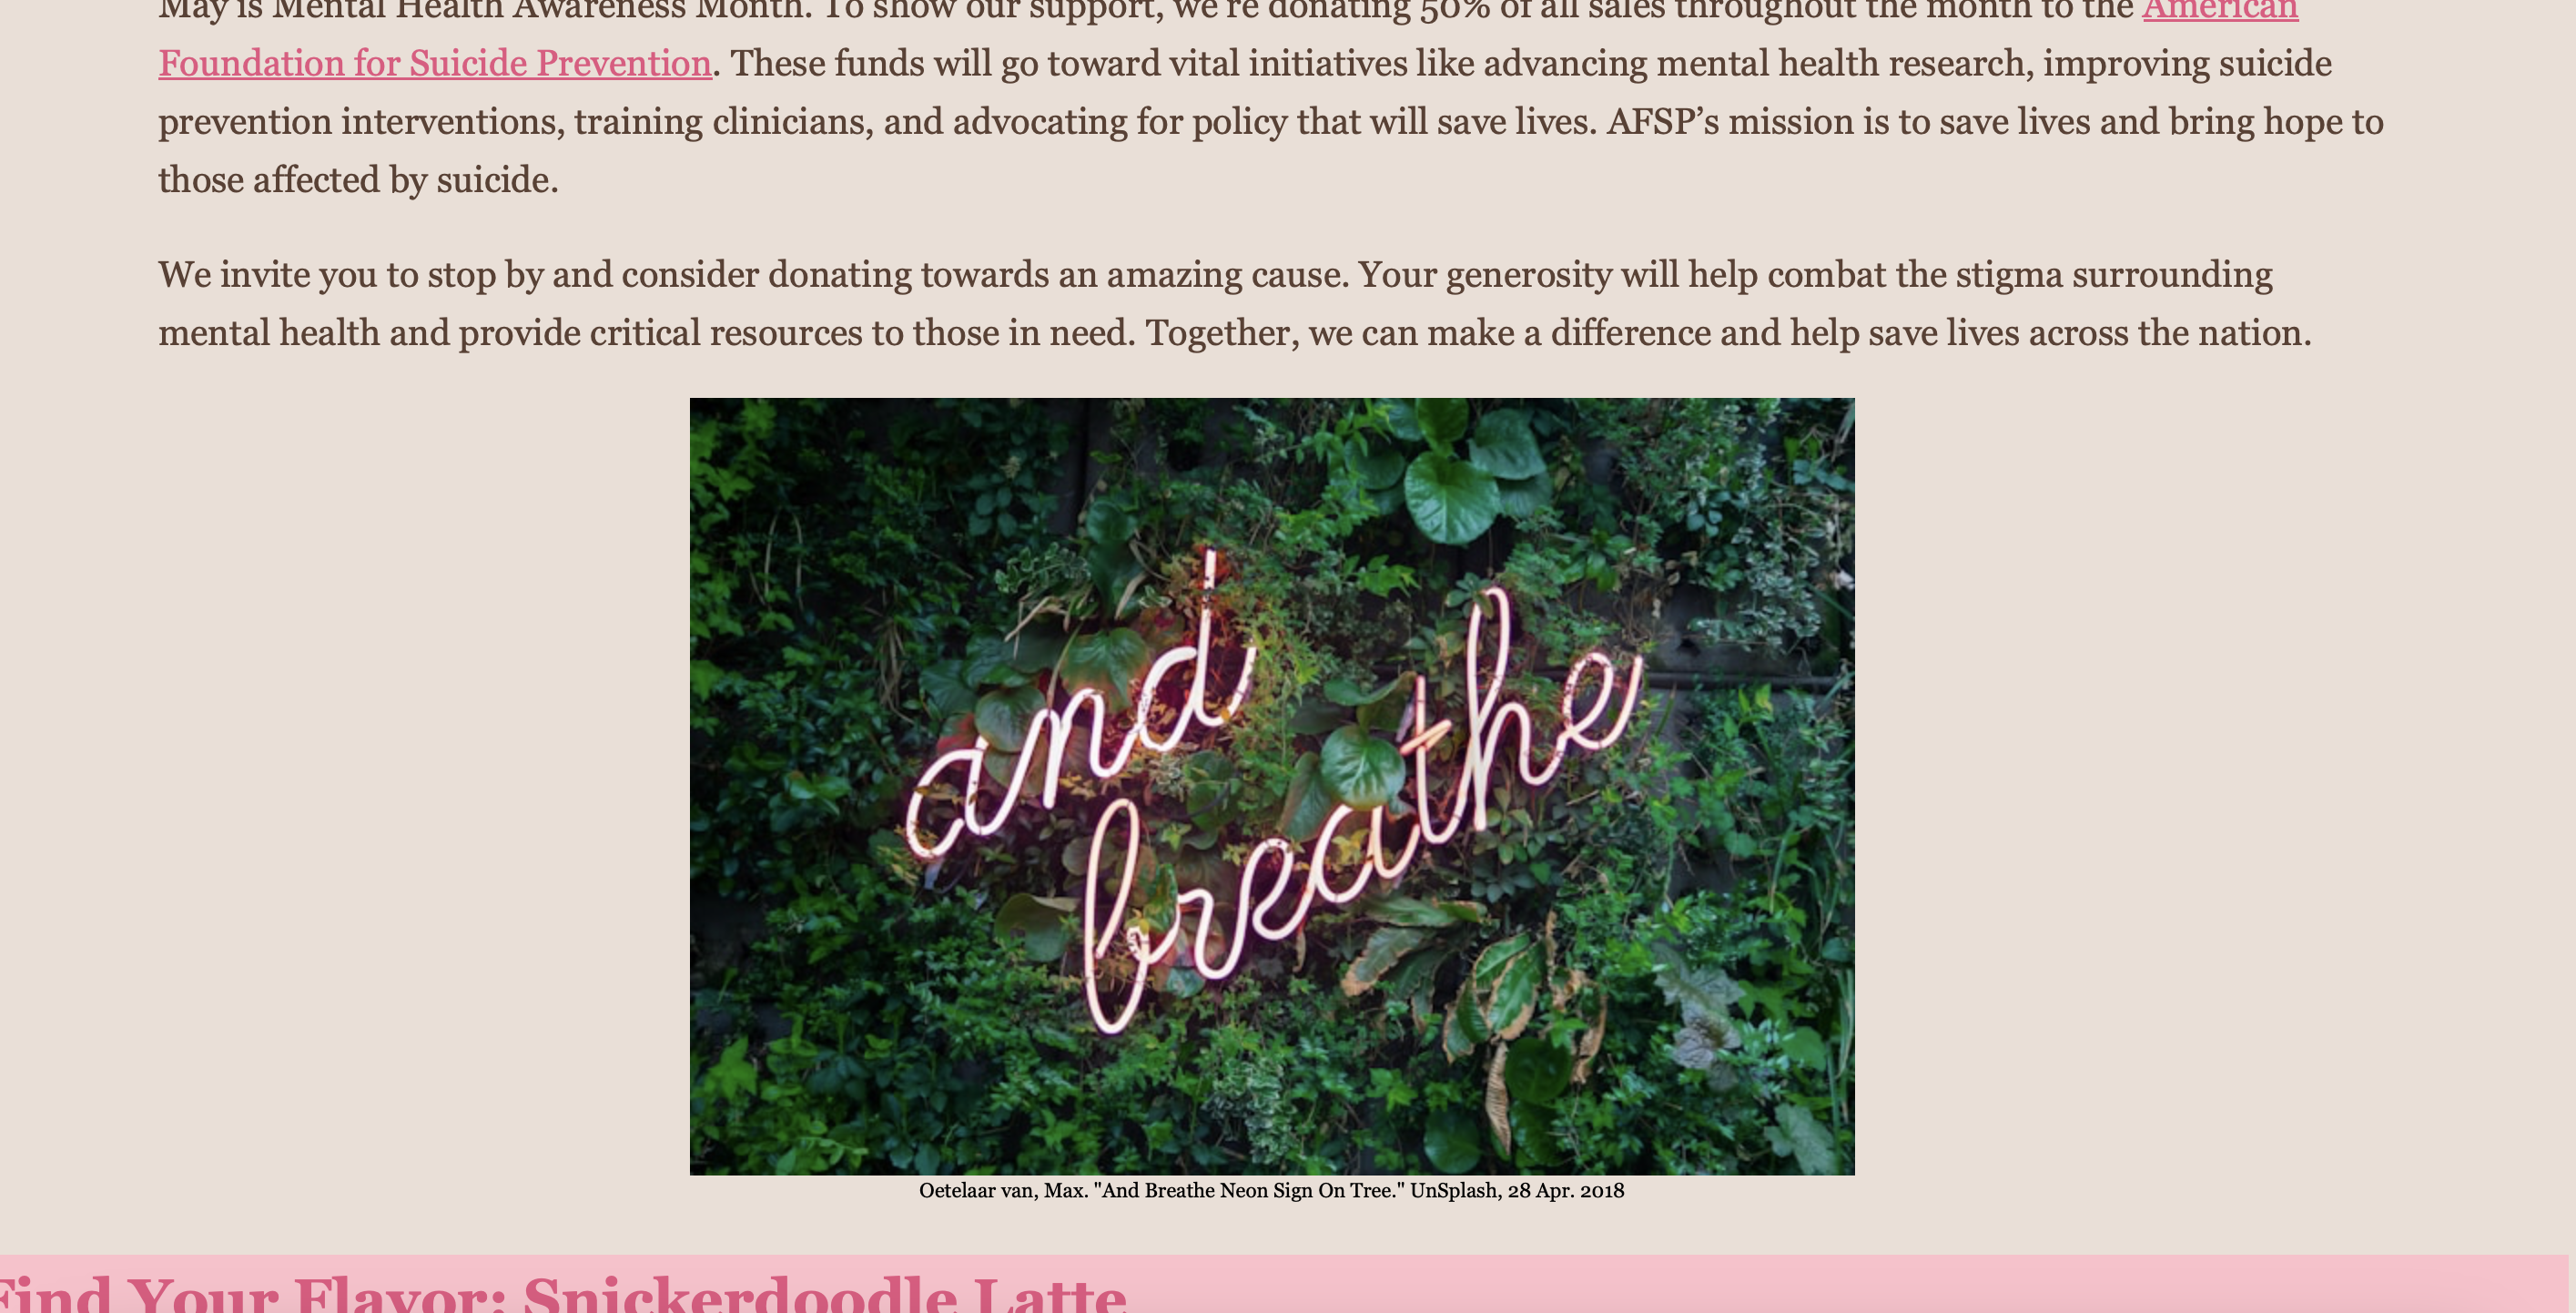 May is Mental Health Awareness Month. To show our support, we're donating 50% of all sales throughout the month to the American
Foundation for Suicide Prevention. These funds will go toward vital initiatives like advancing mental health research, improving suicide
prevention interventions, training clinicians, and advocating for policy that will save lives. AFSP’s mission is to save lives and bring hope to
those affected by suicide.
We invite you to stop by and consider donating towards an amazing cause. Your generosity will help combat the stigma surrounding
mental health and provide critical resources to those in need. Together, we can make a difference and help save lives across the nation.
and
breathe
Oetelaar van, Max. "And Breathe Neon Sign On Tree." UnSplash, 28 Apr. 2018
Find Your Flavor: Snickerdoodle Latte